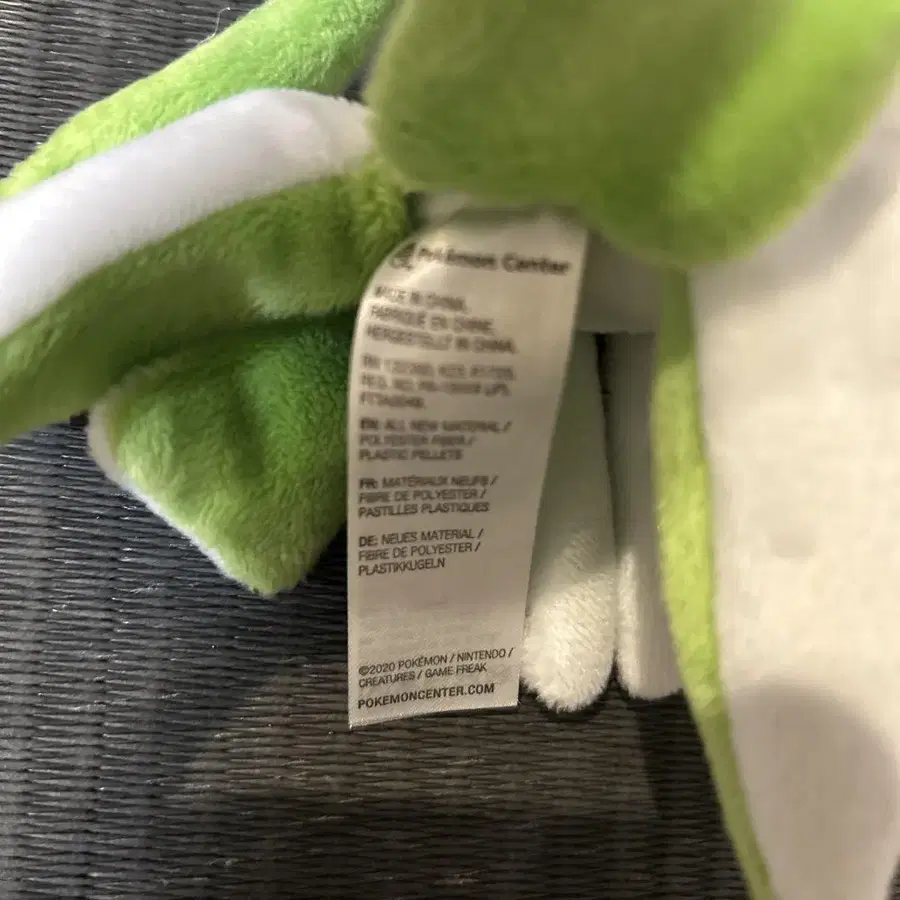 Pokémon Center
MADE IN CHINA.
FABRIQUÉ EN CHINE.
HERGESTELLT IN CHINA.
EN: ALL NEW MATERIAL /
POLYESTER FIBER /
PLASTIC PELLETS
FR: MATÉRIAUX NEUFS /
FIBRE DE POLYESTER /
PASTILLES PLASTIQUES
DE: NEUES MATERIAL /
FIBRE DE POLYESTER /
PLASTIKKUGELN
©2020 POKÉMON / NINTENDO /
CREATURES / GAME FREAK
POKEMONCENTER.COM